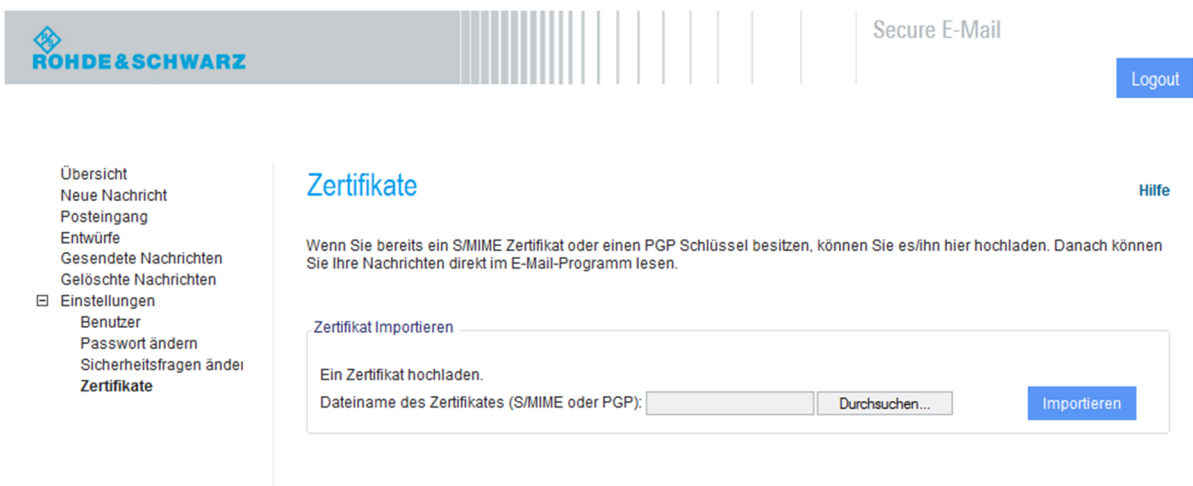 ROHDE&SCHWARZ
Secure E-Mail
Logout
Übersicht
Neue Nachricht
Posteingang
Entwürfe
Gesendete Nachrichten
Gelöschte Nachrichten
Einstellungen
Benutzer
Passwort ändern
Sicherheitsfragen änder
Zertifikate
Zertifikate
Hilfe
Wenn Sie bereits ein S/MIME Zertifikat oder einen PGP Schlüssel besitzen, können Sie es/ihn hier hochladen. Danach können
Sie Ihre Nachrichten direkt im E-Mail-Programm lesen.
Zertifikat Importieren
Ein Zertifikat hochladen.
Dateiname des Zertifikates (S/MIME oder PGP): Durchsuchen... Importieren